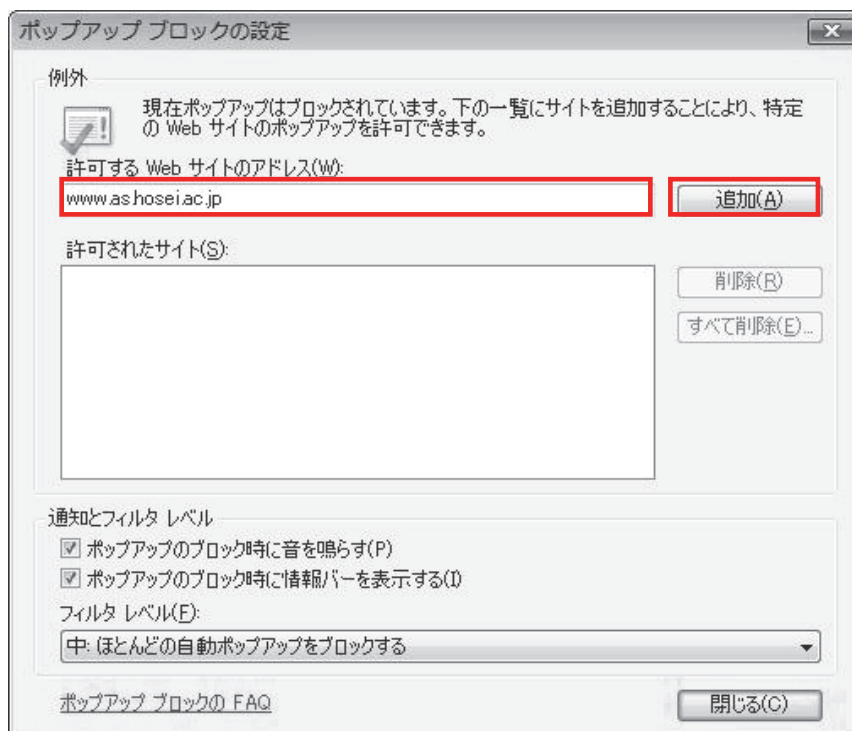 ポップアップ ブロックの設定
例外
現在ポップアップはブロックされています。下の一覧にサイトを追加することにより、特定
の Web サイトのポップアップを許可できます。
許可する Web サイトのアドレス(W):
www.as.hosei.ac.jp
追加(A)
許可されたサイト(S):
削除(R)
すべて削除(E)...
通知とフィルタ レベル
ポップアップのブロック時に音を鳴らす(P)
ポップアップのブロック時に情報バーを表示する(I)
フィルタ レベル(F):
中: ほとんどの自動ポップアップをブロックする
ポップアップ ブロックの FAQ
閉じる(C)